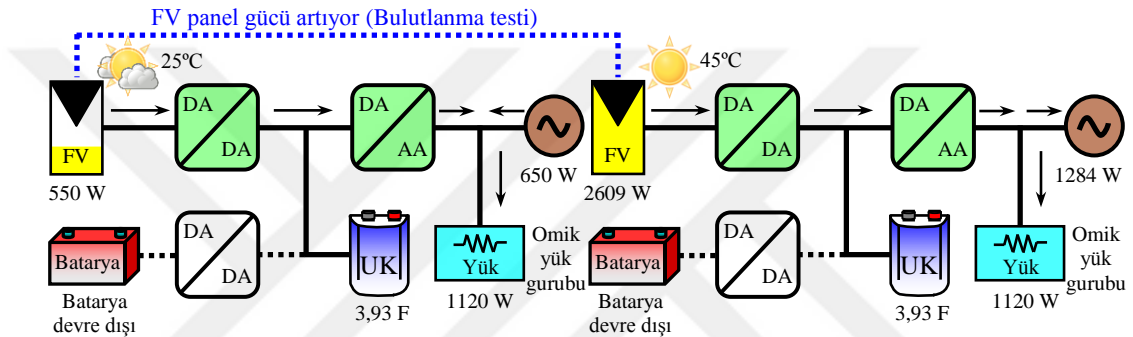 FV panel gücü artıyor (Bulutlanma testi)
25ºC
DA
DA
DA
AA
FV
550 W
650 W
Batarya
DA
DA
UK
Yük
Omik
yük
gurubu
1120 W
Batarya
devre dışı
3,93 F
45ºC
DA
DA
DA
AA
FV
2609 W
1284 W
Batarya
DA
DA
UK
Yük
Omik
yük
gurubu
1120 W
Batarya
devre dışı
3,93 F